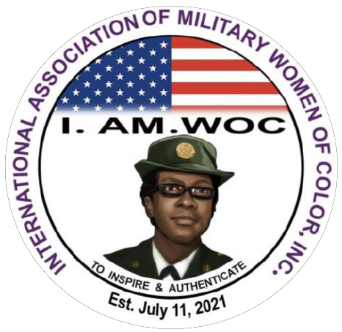 INTERNATIONAL ASSOCIATION OF MILITARY WOMEN OF COLOR, INC.
I. AM.WOC
TO INSPIRE & AUTHENTICATE
Est. July 11, 2021